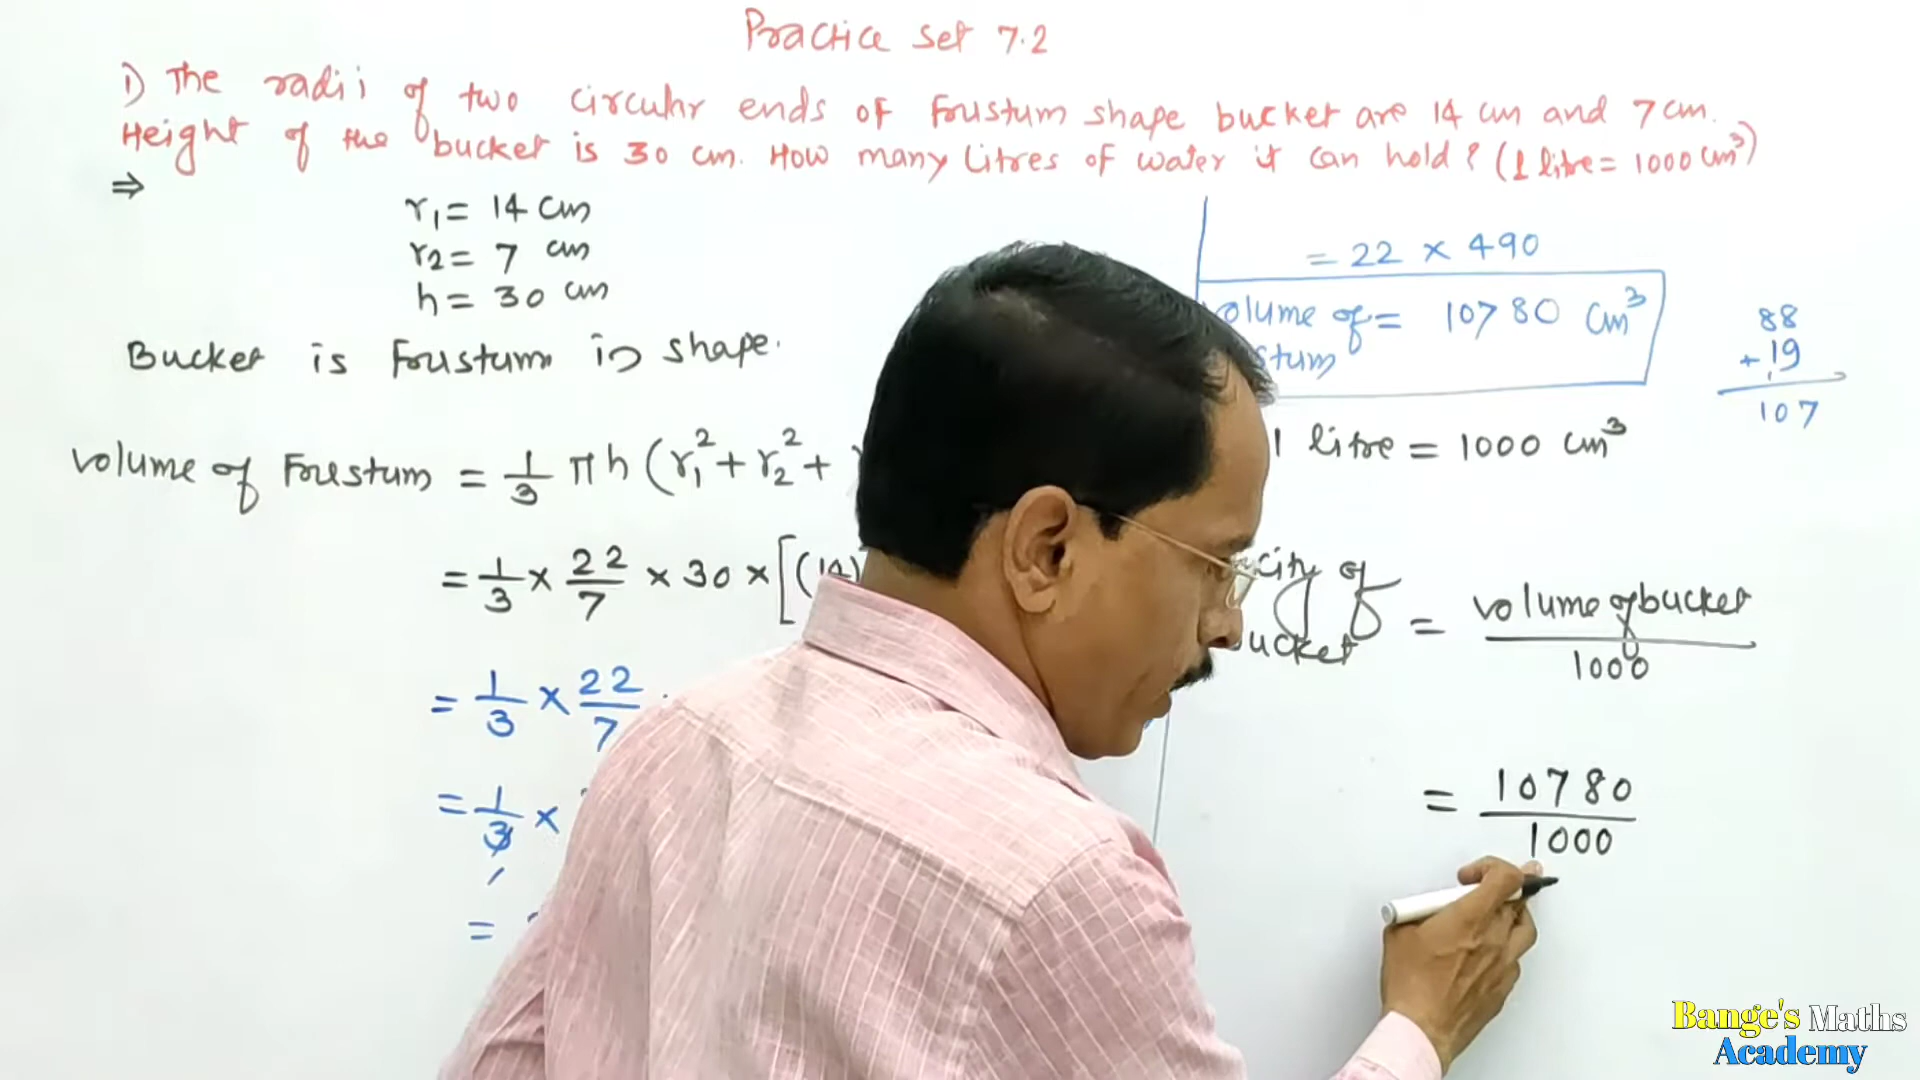 Practice Set 7.2
1) The radii of two circular ends of frustum shape bucket are 14 cm and 7 cm.
Height of the bucket is 30 cm. How many Litres of water it can hold? (1 litre = 1000 cm³)
⇒
r₁ = 14 cm
r₂ = 7 cm
h = 30 cm
Bucket is Frustum in shape.
Volume of Frustum = 1/3 πh (r₁² + r₂² +
= 1/3 × 22/7 × 30 × [(14)
= 1/3 × 22/7
= 1/3 ×
=
= 22 × 490
olume of = 10780 cm³
stum
88
+ 19
107
1 litre = 1000 cm³
city of
ucket
= volume of bucket
1000
= 10780
1000
Bange's Maths
Academy